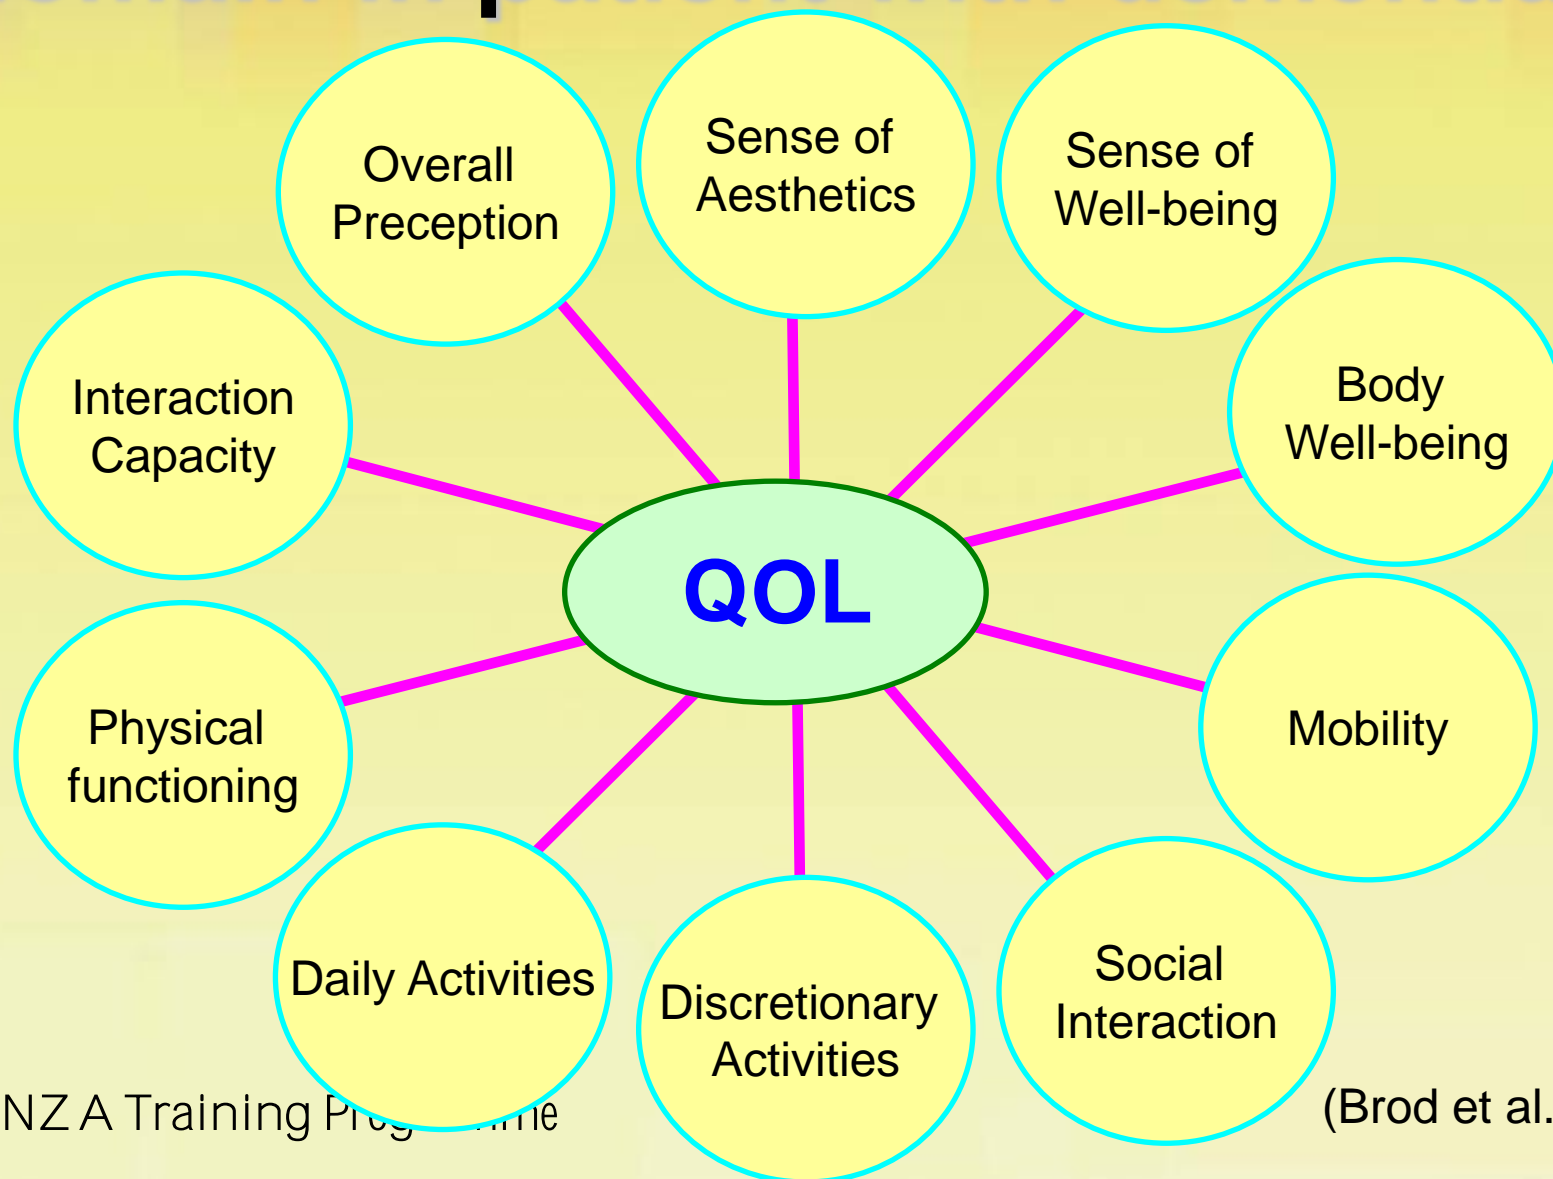 Overall
Preception
Sense of
Aesthetics
Sense of
Well-being
Interaction
Capacity
Body
Well-being
QOL
Physical
functioning
Mobility
Daily Activities
Discretionary
Activities
Social
Interaction
NZ A Training
(Brod et al.